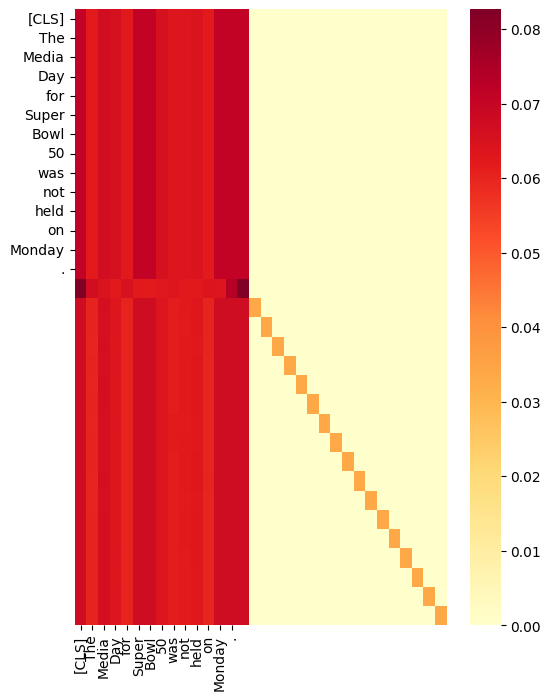 [CLS]
The
Media
Day
for
Super
Bowl
50
was
not
held
on
Monday
.
0.08
0.07
0.06
0.05
0.04
0.03
0.02
0.01
0.00
[CLS]
The
Media
Day
for
Super
Bowl
50
was
not
held
on
Monday
.